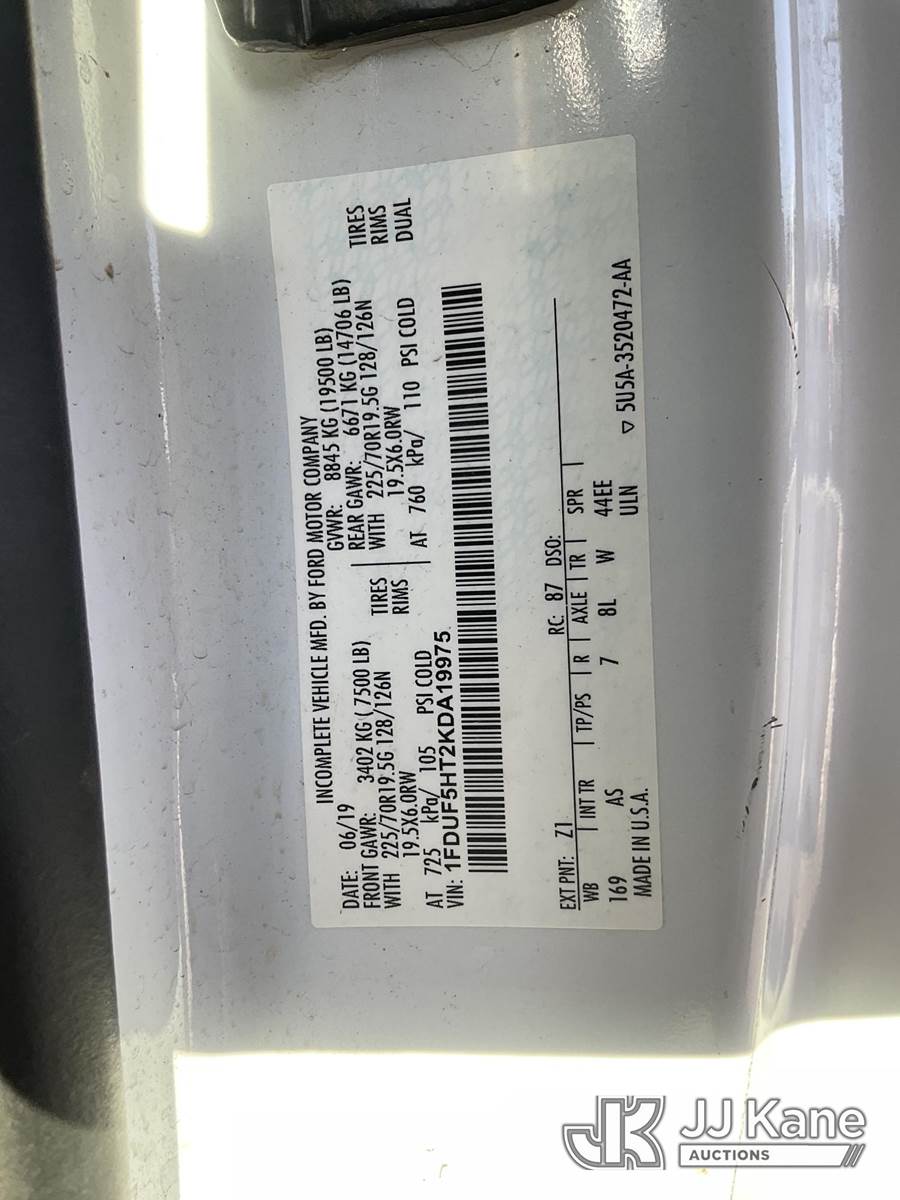 INCOMPLETE VEHICLE MFD. BY FORD MOTOR COMPANY
DATE: 06/19 GVWR: 8845 KG (19500 LB)
FRONT GAWR: 3402 KG ( 7500 LB) REAR GAWR: 6671 KG (14706 LB)
WITH 225/70R19.5G 128/126N TIRES WITH 225/70R19.5G 128/126N TIRES
19.5X6.0RW RIMS 19.5X6.0RW RIMS
AT 725 kPa/ 105 PSI COLD AT 760 kPa/ 110 PSI COLD DUAL
VIN: 1FDUF5HT2KDA19975
EXT PNT: Z1 RC: 87 DSO:
WB INT TR TP/PS R AXLE TR SPR
169 AS 7 8L W 44EE
MADE IN U.S.A. ULN ▽ 5U5A-3520472-AA
JK JJ Kane
AUCTIONS